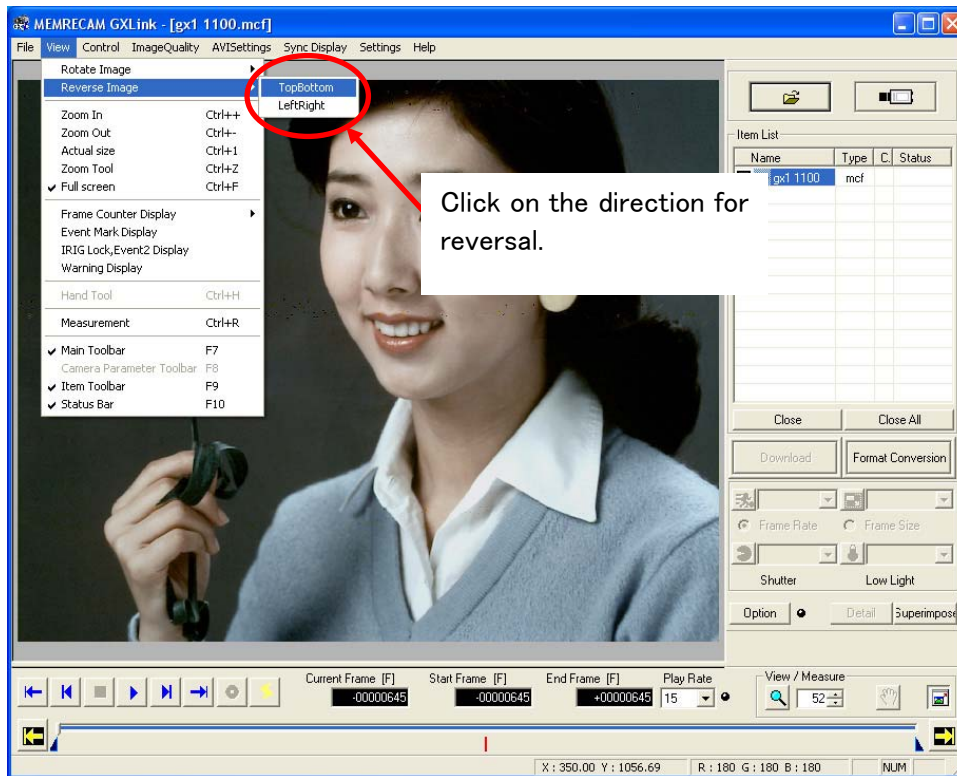 MEMRECAM GXLink - [gx1 1100.mcf]
File View Control ImageQuality AVISettings Sync Display Settings Help
Rotate Image
Reverse Image
TopBottom
LeftRight
Zoom In Ctrl++
Zoom Out Ctrl+-
Actual size Ctrl+1
Zoom Tool Ctrl+Z
Full screen Ctrl+F
Frame Counter Display
Event Mark Display
IRIG Lock,Event2 Display
Warning Display
Hand Tool Ctrl+H
Measurement Ctrl+R
Main Toolbar F7
Camera Parameter Toolbar F8
Item Toolbar F9
Status Bar F10
Click on the direction for
reversal.
Item List
Name Type C. Status
gx1 1100 mcf
Close Close All
Download Format Conversion
Frame Rate Frame Size
Shutter Low Light
Option Detail Superimpose
Current Frame [F] Start Frame [F] End Frame [F] Play Rate View / Measure
-00000645 -00000645 +00000645 15 52
X : 350.00 Y : 1056.69 R : 180 G : 180 B : 180 NUM